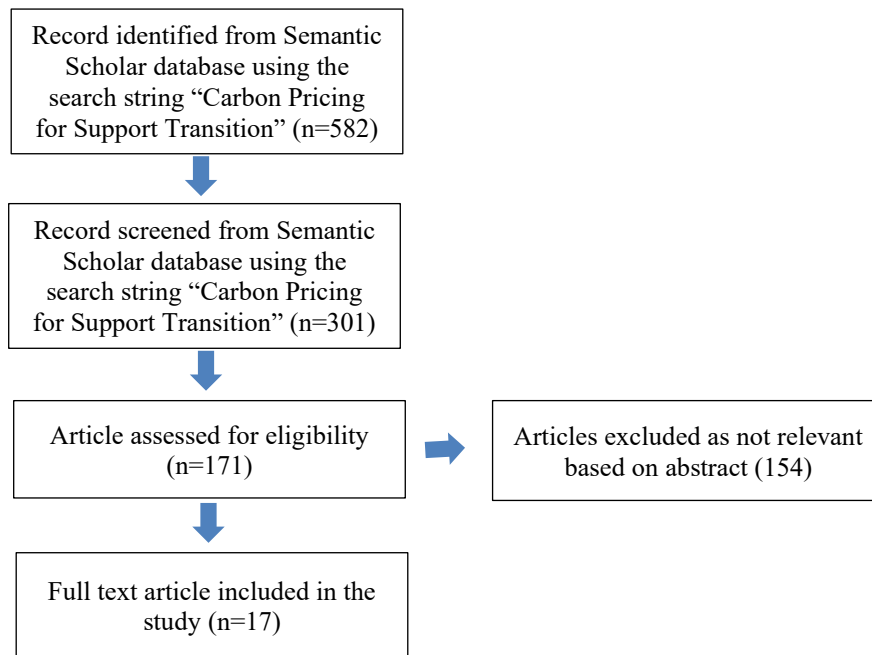 Record identified from Semantic
Scholar database using the
search string “Carbon Pricing
for Support Transition” (n=582)
Record screened from Semantic
Scholar database using the
search string “Carbon Pricing
for Support Transition” (n=301)
Article assessed for eligibility
(n=171)
Articles excluded as not relevant
based on abstract (154)
Full text article included in the
study (n=17)